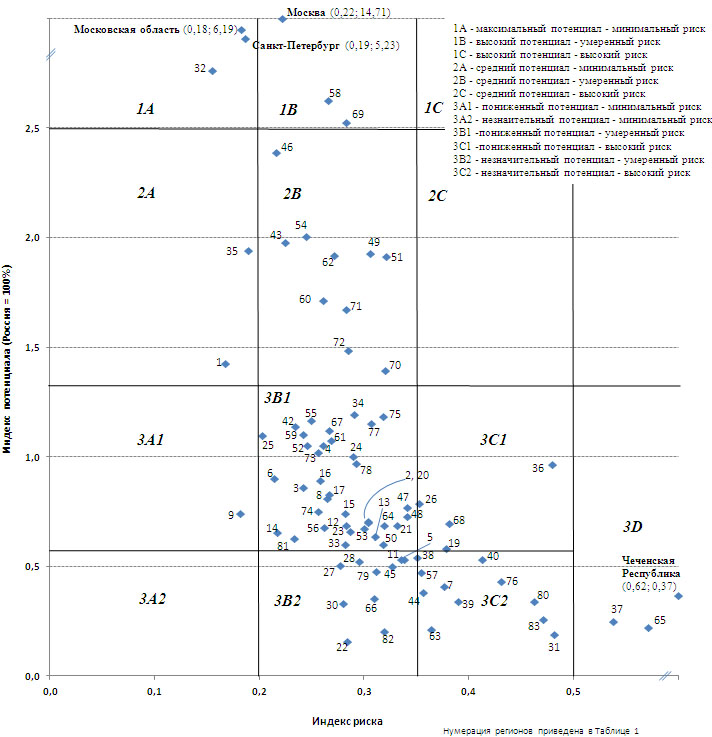 Москва (0,22; 14,71)
Московская область (0,18; 6,19)
Санкт-Петербург (0,19; 5,23)
1А - максимальный потенциал - минимальный риск
1В - высокий потенциал - умеренный риск
1С - высокий потенциал - высокий риск
2А - средний потенциал - минимальный риск
2В - средний потенциал - умеренный риск
2С - средний потенциал - высокий риск
3А1 - пониженный потенциал - минимальный риск
3А2 - незнаительный потенциал - минимальный риск
3В1 -пониженный потенциал - умеренный риск
3С1 -пониженный потенциал - высокий риск
3В2 - незначительный потенциал - умеренный риск
3С2 - незначительный потенциал - высокий риск
32
58
1А 1В 69 1С
2,5
46
2А 2В 2С
2,0
54
43 49
35 62 51
60 71
1,5
72
1 70
3В1
34
42 55 67 75
59 61 77
3А1 25 52 4 24 3С1
73
1,0
78 36
6 16 2, 20
3 17 13
8 47 26
9 74 15 64 48 68 3D
14 56 12 21
23 53 5
81 33 50 19
Чеченская
Республика
(0,62; 0,37)
0,5
28 11 38 40
27 79 45 57 7 76
3А2 3В2 3С2
30 66 44 39 80
37 65
22 82 63 83 31
0,0
0,0 0,1 0,2 0,3 0,4 0,5
Индекс потенциала (Россия = 100%)
Индекс риска
Нумерация регионов приведена в Таблице 1